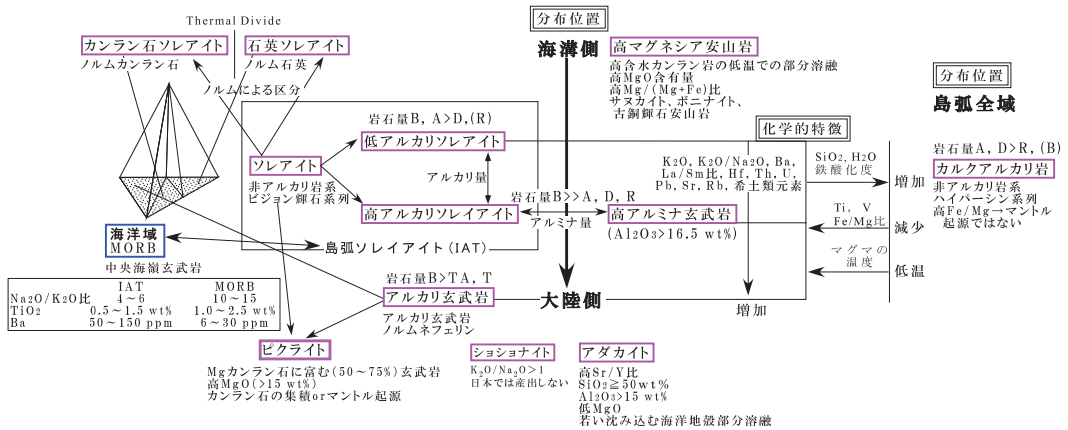 Thermal Divide
カンラン石ソレアイト
ノルムカンラン石
石英ソレアイト
ノルム石英
ノルムによる区分
分布位置
海溝側
高マグネシア安山岩
高含水カンラン岩の低温での部分溶融
高MgO含有量
高Mg/(Mg+Fe)比
サヌカイト、ボニナイト、
古銅輝石安山岩
分布位置
島弧全域
岩石量B, A>D,(R)
低アルカリソレアイト
ソレアイト
非アルカリ岩系
ピジョン輝石系列
アルカリ量
高アルカリソレイアイト
岩石量B>>A, D, R
アルミナ量
高アルミナ玄武岩
(Al2O3>16.5 wt%)
化学的特徴
K2O, K2O/Na2O, Ba,
La/Sm比, Hf, Th, U,
Pb, Sr, Rb, 希土類元素
SiO2, H2O
鉄酸化度
増加
Ti, V
Fe/Mg比
減少
マグマの
温度
低温
岩石量A, D>R, (B)
カルクアルカリ岩
非アルカリ岩系
ハイパーシン系列
高Fe/Mg→マントル
起源ではない
海洋域
MORB
中央海嶺玄武岩
島弧ソレイアイト(IAT)
IAT MORB
Na2O/K2O比 4～6 10～15
TiO2 0.5～1.5 wt% 1.0～2.5 wt%
Ba 50～150 ppm 6～30 ppm
岩石量B>TA, T
アルカリ玄武岩
アルカリ玄武岩
ノルムネフェリン
大陸側
増加
ピクライト
Mgカンラン石に富む(50～75%)玄武岩
高MgO(>15 wt%)
カンラン石の集積orマントル起源
ショショナイト
K2O/Na2O>1
日本では産出しない
アダカイト
高Sr/Y比
SiO2≧50wt%
Al2O3>15 wt%
低MgO
若い沈み込む海洋地殻部分溶融